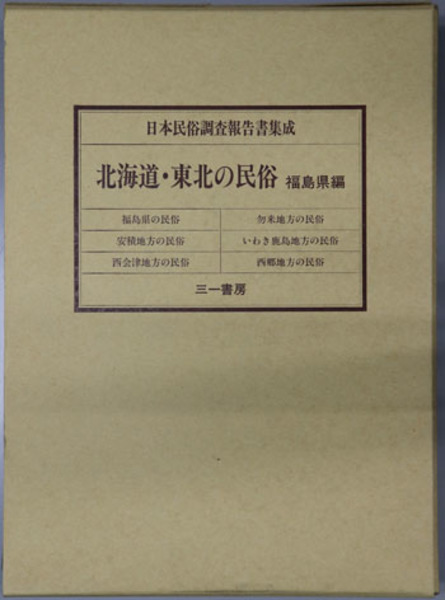 日本民俗調査報告書集成
北海道・東北の民俗 福島県編
福島県の民俗 勿来地方の民俗
安積地方の民俗 いわき鹿島地方の民俗
西会津地方の民俗 西郷地方の民俗
三一書房